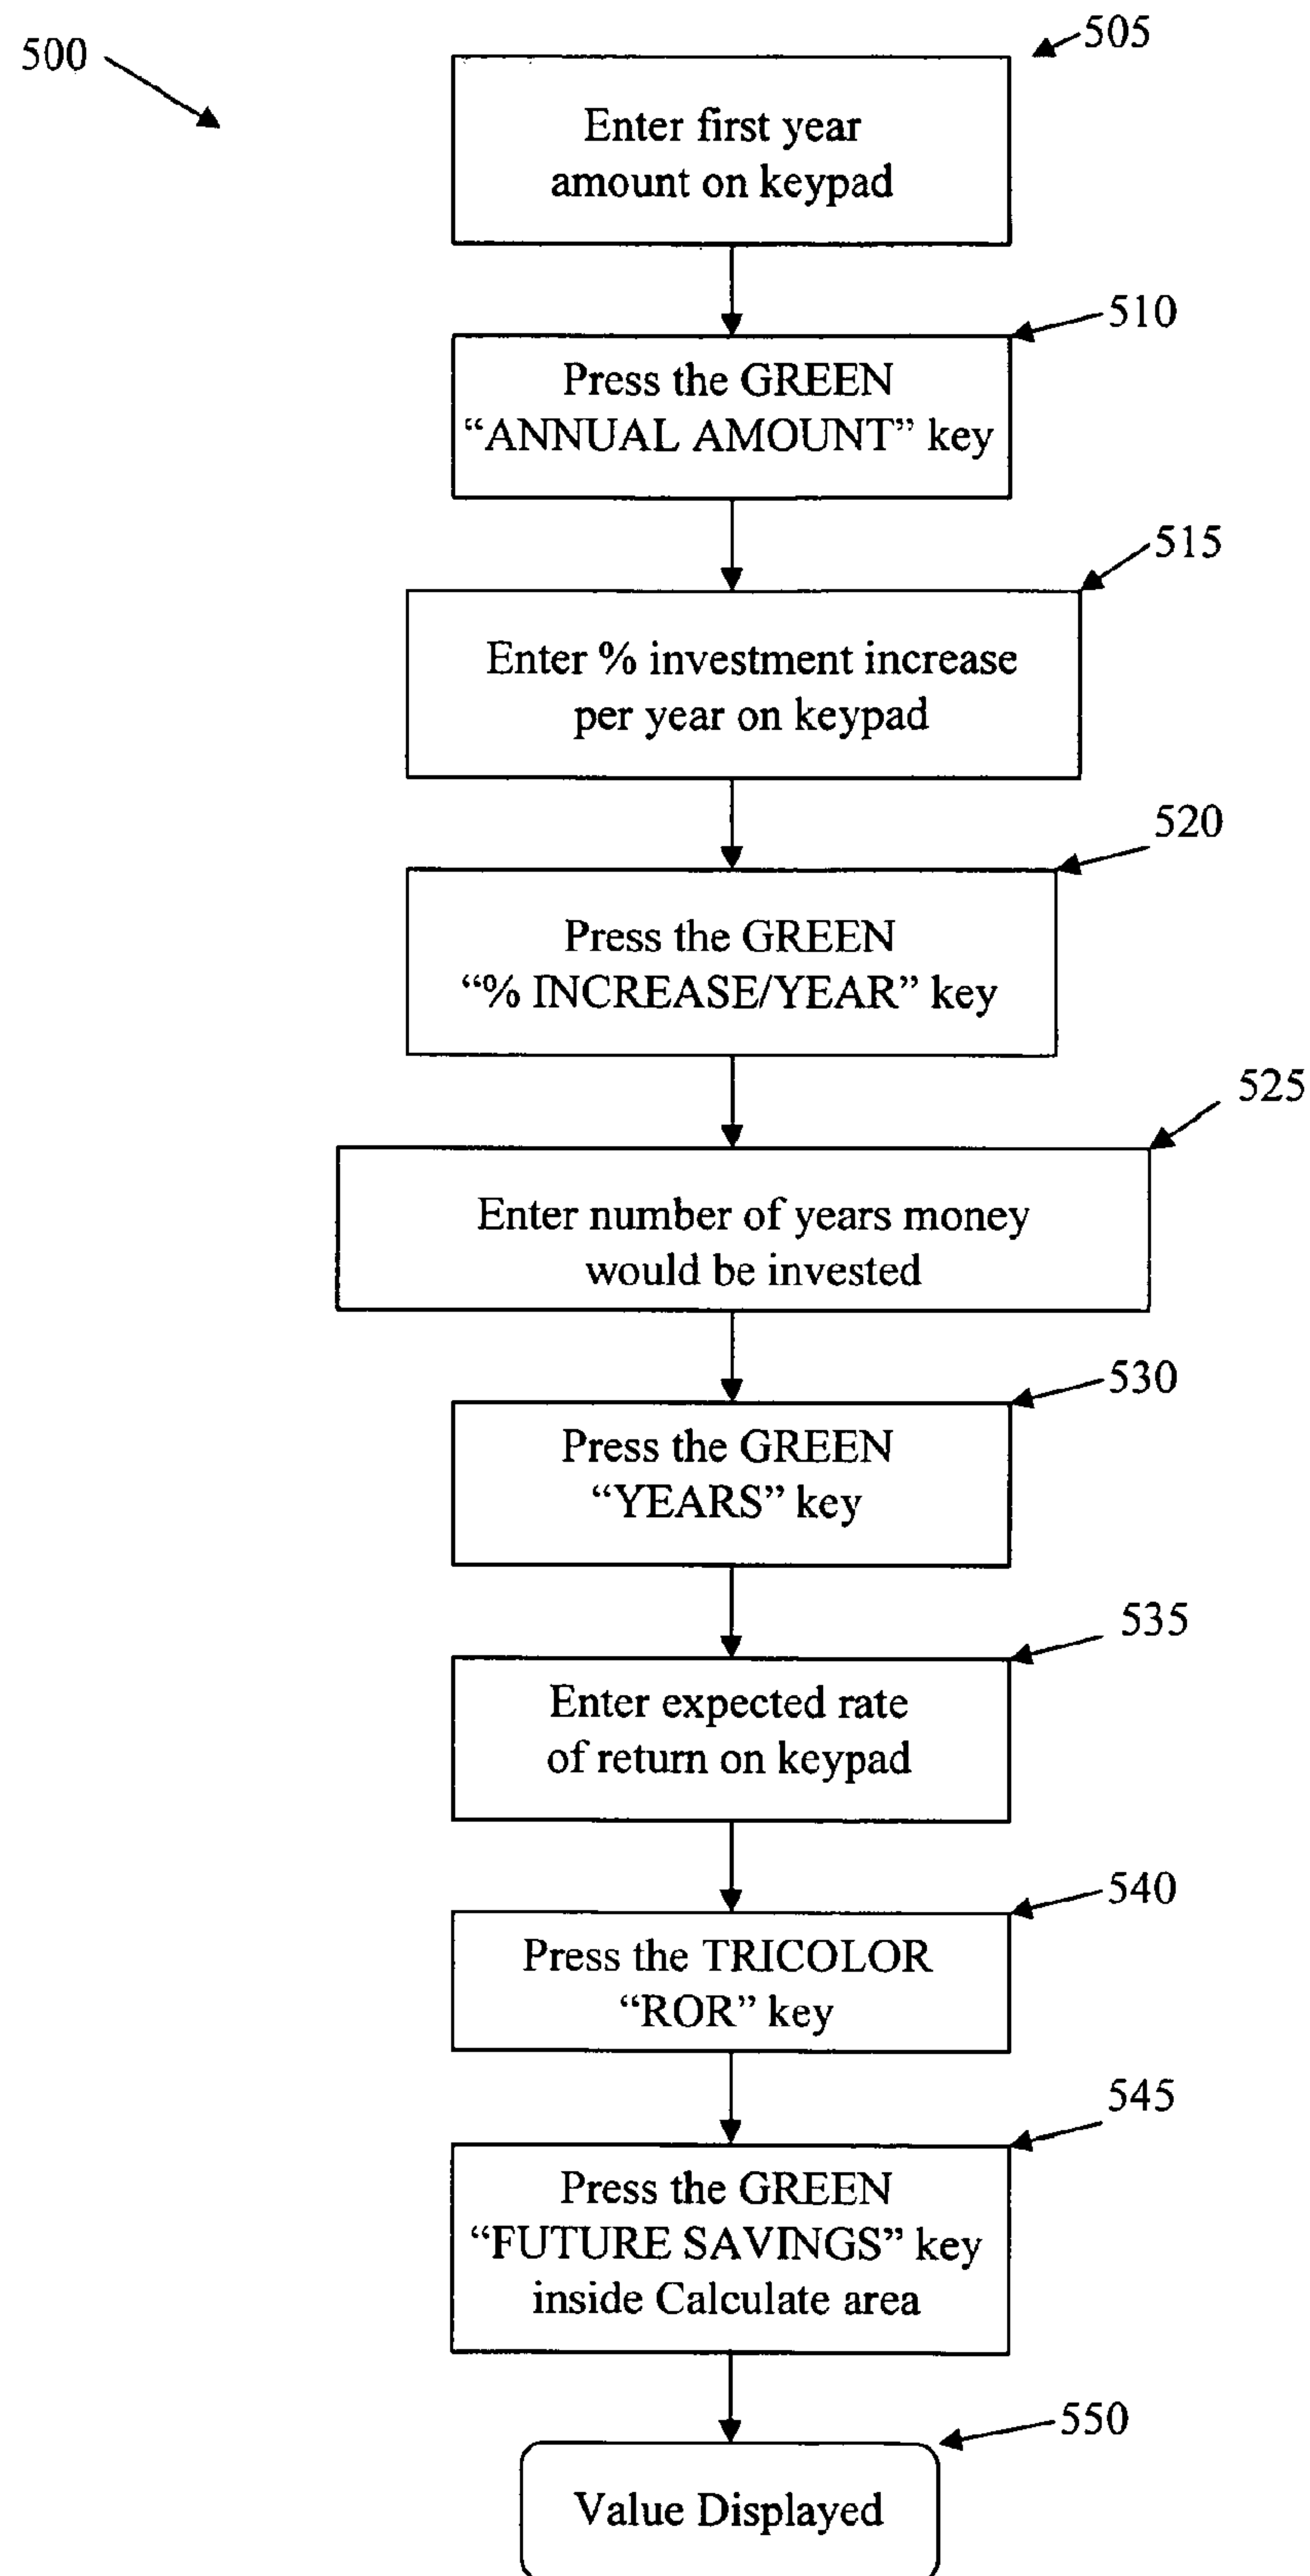 500
505
Enter first year
amount on keypad
510
Press the GREEN
“ANNUAL AMOUNT” key
515
Enter % investment increase
per year on keypad
520
Press the GREEN
“% INCREASE/YEAR” key
525
Enter number of years money
would be invested
530
Press the GREEN
“YEARS” key
535
Enter expected rate
of return on keypad
540
Press the TRICOLOR
“ROR” key
545
Press the GREEN
“FUTURE SAVINGS” key
inside Calculate area
550
Value Displayed